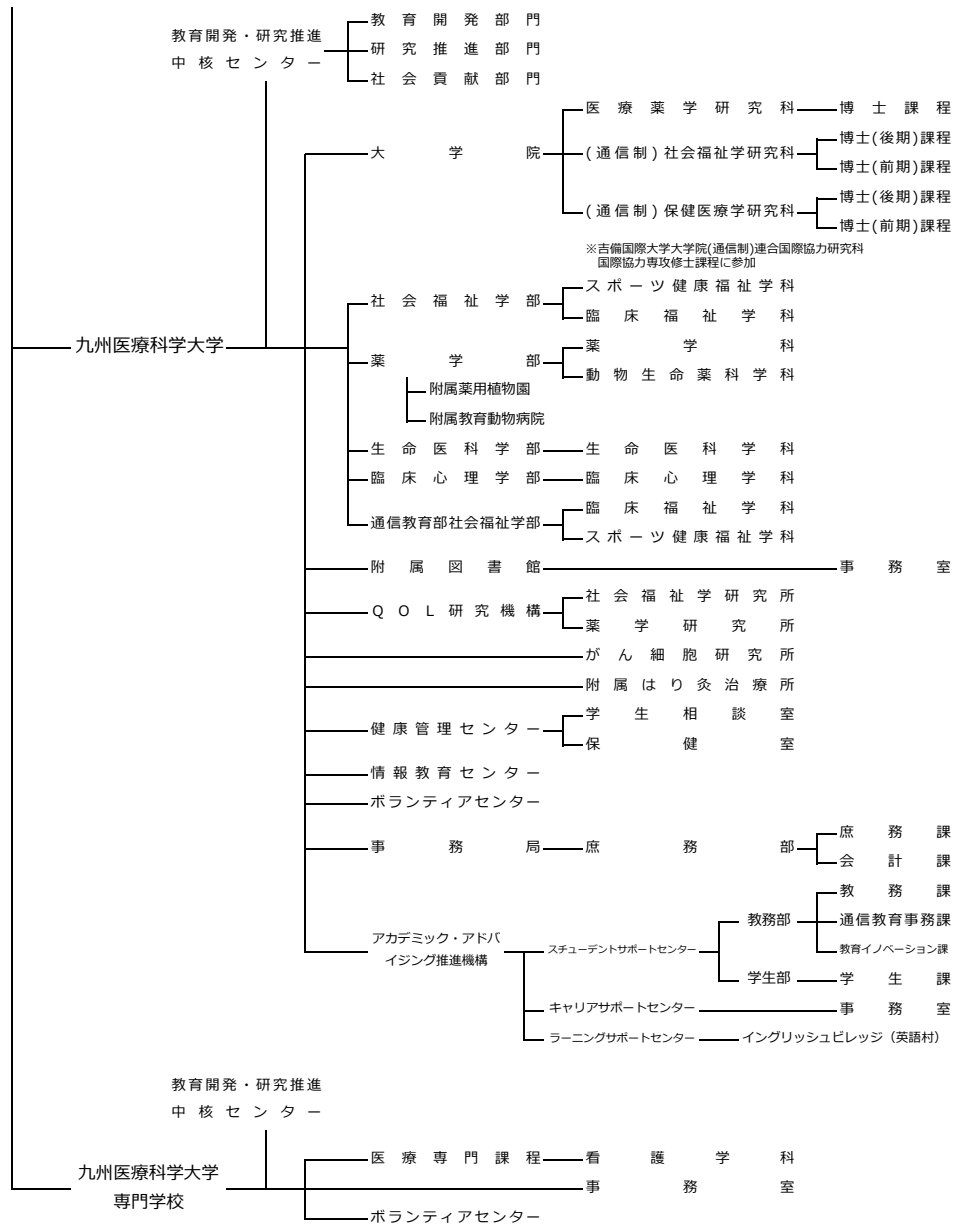 教育開発・研究推進
中核センター
教育開発部門
研究推進部門
社会貢献部門
大学院
医療薬学研究科
博士課程
(通信制)社会福祉学研究科
博士(後期)課程
博士(前期)課程
(通信制)保健医療学研究科
博士(後期)課程
博士(前期)課程
※吉備国際大学大学院(通信制)連合国際協力研究科
国際協力専攻修士課程に参加
九州医療科学大学
社会福祉学部
スポーツ健康福祉学科
臨床福祉学科
薬学部
薬学科
動物生命薬科学科
附属薬用植物園
附属教育動物病院
生命医科学部
生命医科学科
臨床心理学部
臨床心理学科
通信教育部社会福祉学部
臨床福祉学科
スポーツ健康福祉学科
附属図書館
事務室
QOL研究機構
社会福祉学研究所
薬学研究所
がん細胞研究所
附属はり灸治療所
健康管理センター
学生相談室
保健室
情報教育センター
ボランティアセンター
事務局
庶務部
庶務課
会計課
アカデミック・アドバ
イジング推進機構
スチューデントサポートセンター
教務部
教務課
通信教育事務課
教育イノベーション課
学生部
学生課
キャリアサポートセンター
事務室
ラーニングサポートセンター
イングリッシュビレッジ（英語村）
教育開発・研究推進
中核センター
九州医療科学大学
専門学校
医療専門課程
看護学科
事務室
ボランティアセンター